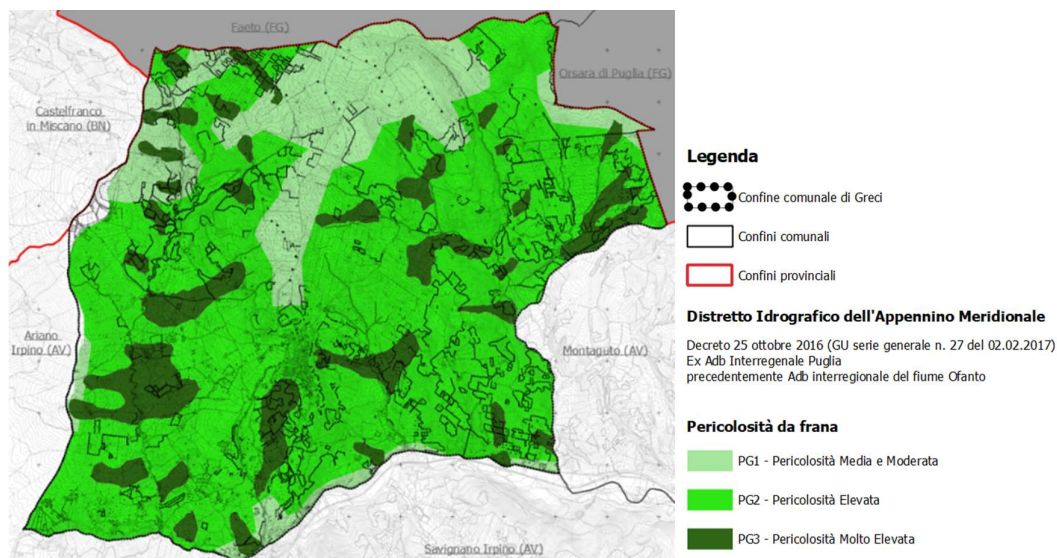 Faeto (FG)
Orsara di Puglia (FG)
Castelfranco
in Miscano (BN)
Ariano
Irpino (AV)
Montaguto (AV)
Savignano Irpino (AV)
Legenda
Confine comunale di Greci
Confini comunali
Confini provinciali
Distretto Idrografico dell'Appennino Meridionale
Decreto 25 ottobre 2016 (GU serie generale n. 27 del 02.02.2017)
Ex Adb Interregenale Puglia
precedentemente Adb interregionale del fiume Ofanto
Pericolosità da frana
PG1 - Pericolosità Media e Moderata
PG2 - Pericolosità Elevata
PG3 - Pericolosità Molto Elevata